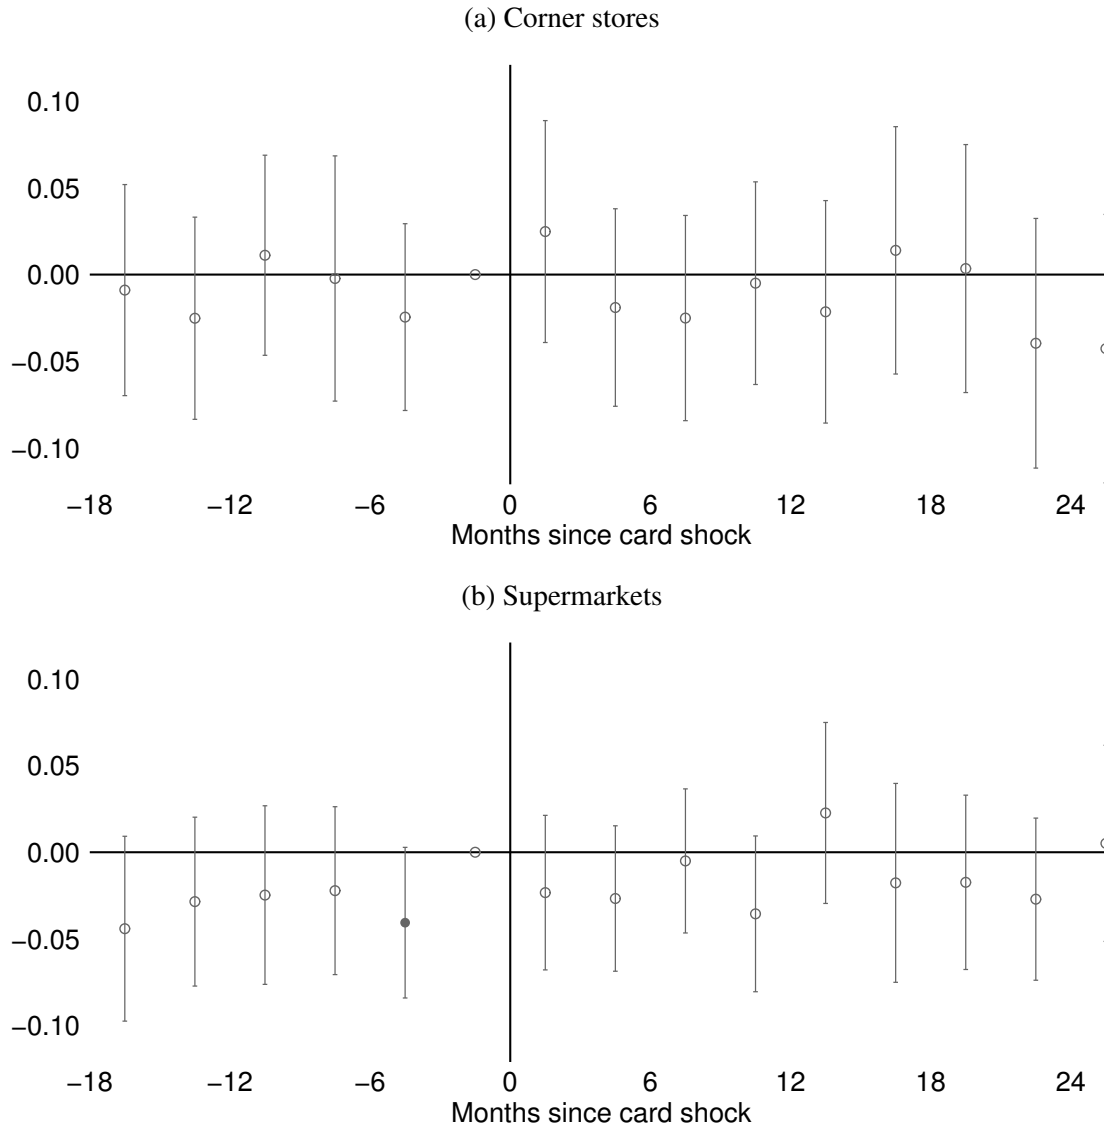 (a) Corner stores
0.10
0.05
0.00
−0.05
−0.10
−18 −12 −6 0 6 12 18 24
Months since card shock
(b) Supermarkets
0.10
0.05
0.00
−0.05
−0.10
−18 −12 −6 0 6 12 18 24
Months since card shock